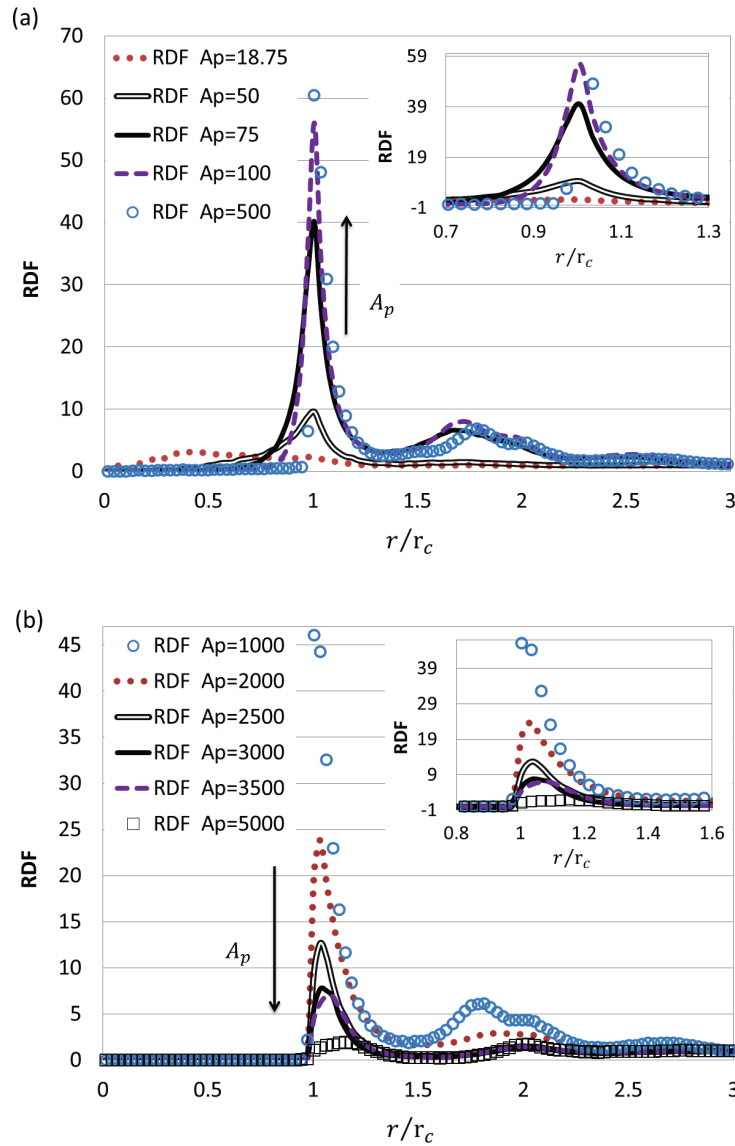 (a)
70
60
50
40
30
20
10
0
RDF
RDF Ap=18.75
RDF Ap=50
RDF Ap=75
RDF Ap=100
RDF Ap=500
A_p
59
39
19
-1
RDF
0.7 0.9 1.1 1.3
r/r_c
0 0.5 1 1.5 2 2.5 3
r/r_c
(b)
45
40
35
30
25
20
15
10
5
0
RDF
RDF Ap=1000
RDF Ap=2000
RDF Ap=2500
RDF Ap=3000
RDF Ap=3500
RDF Ap=5000
A_p
39
29
19
9
-1
RDF
0.8 1 1.2 1.4 1.6
r/r_c
0 0.5 1 1.5 2 2.5 3
r/r_c